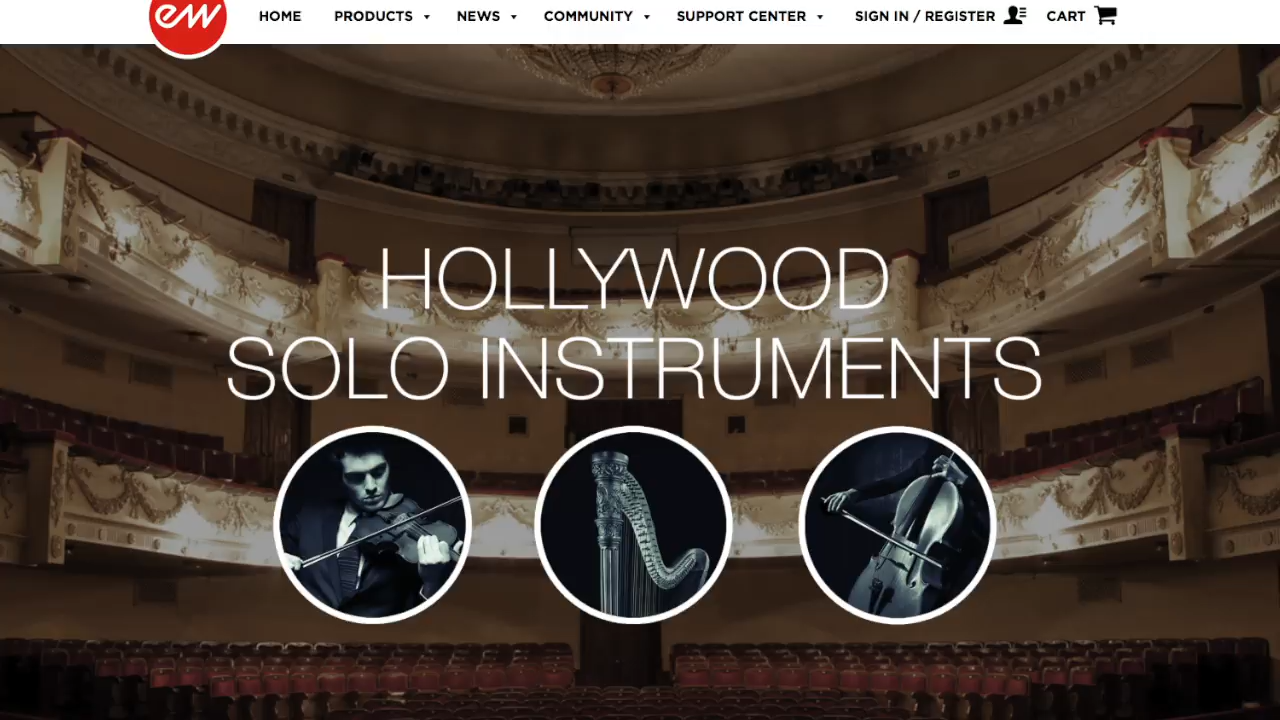 ew HOME PRODUCTS NEWS COMMUNITY SUPPORT CENTER SIGN IN / REGISTER CART
HOLLYWOOD
SOLO INSTRUMENTS